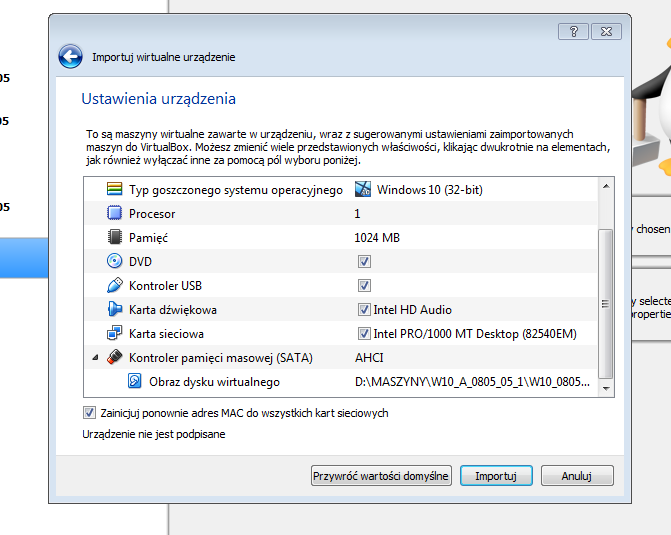 ?
Importuj wirtualne urządzenie
Ustawienia urządzenia
To są maszyny wirtualne zawarte w urządzeniu, wraz z sugerowanymi ustawieniami zaimportowanych
maszyn do VirtualBox. Możesz zmienić wiele przedstawionych właściwości, klikając dwukrotnie na elementach,
jak również wyłączać inne za pomocą pól wyboru poniżej.
05
05
05
Typ goszczonego systemu operacyjnego Windows 10 (32-bit)
Procesor 1
Pamięć 1024 MB
DVD
Kontroler USB
Karta dźwiękowa Intel HD Audio
Karta sieciowa Intel PRO/1000 MT Desktop (82540EM)
Kontroler pamięci masowej (SATA) AHCI
Obraz dysku wirtualnego D:\MASZYNY\W10_A_0805_05_1\W10_0805...
Zainicjuj ponownie adres MAC do wszystkich kart sieciowych
Urządzenie nie jest podpisane
Przywróć wartości domyślne Importuj Anuluj
y chosen
y selecte
propertie